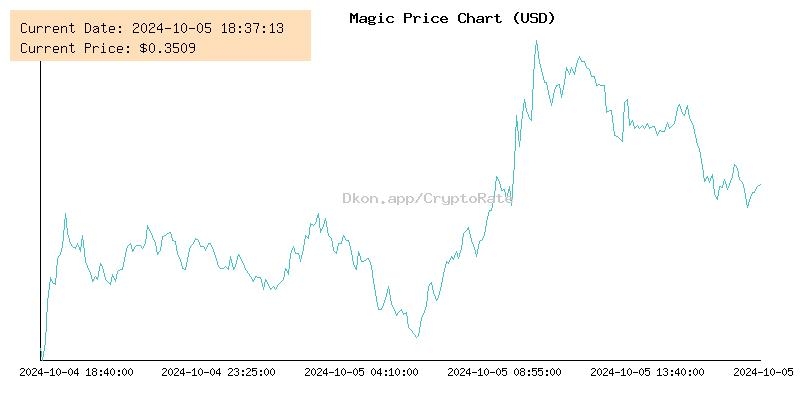 Magic Price Chart (USD)
Current Date: 2024-10-05 18:37:13
Current Price: $0.3509
Dkon.app/CryptoRate
2024-10-04 18:40:00 2024-10-04 23:25:00 2024-10-05 04:10:00 2024-10-05 08:55:00 2024-10-05 13:40:00 2024-10-05